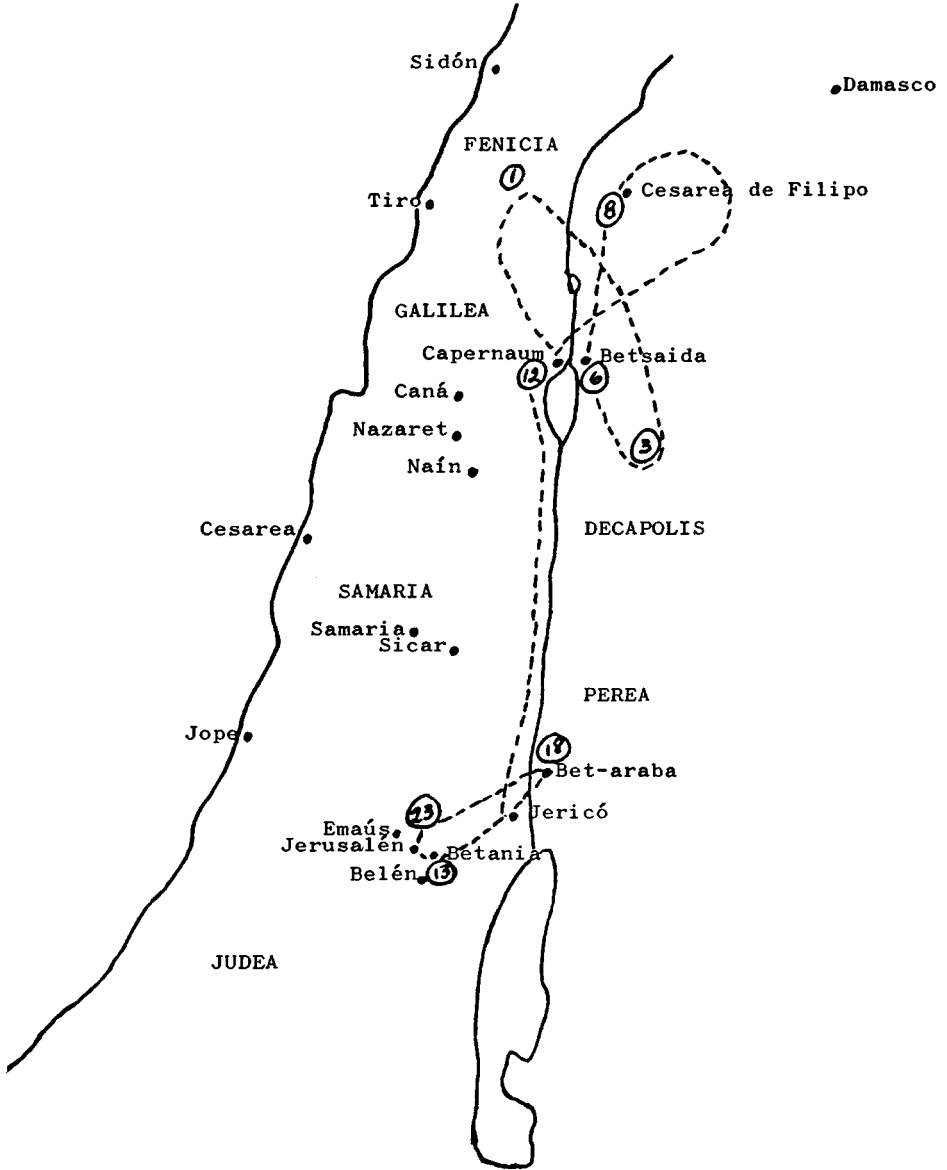 Sidón
Damasco
FENICIA
1
Cesarea de Filipo
Tiro
8
GALILEA
Capernaum
Betsaida
12
6
Caná
Nazaret
3
Naín
Cesarea
DECAPOLIS
SAMARIA
Samaria
Sicar
PEREA
Jope
18
Bet-araba
23
Jericó
Emaús
Jerusalén
Betania
Belén
13
JUDEA